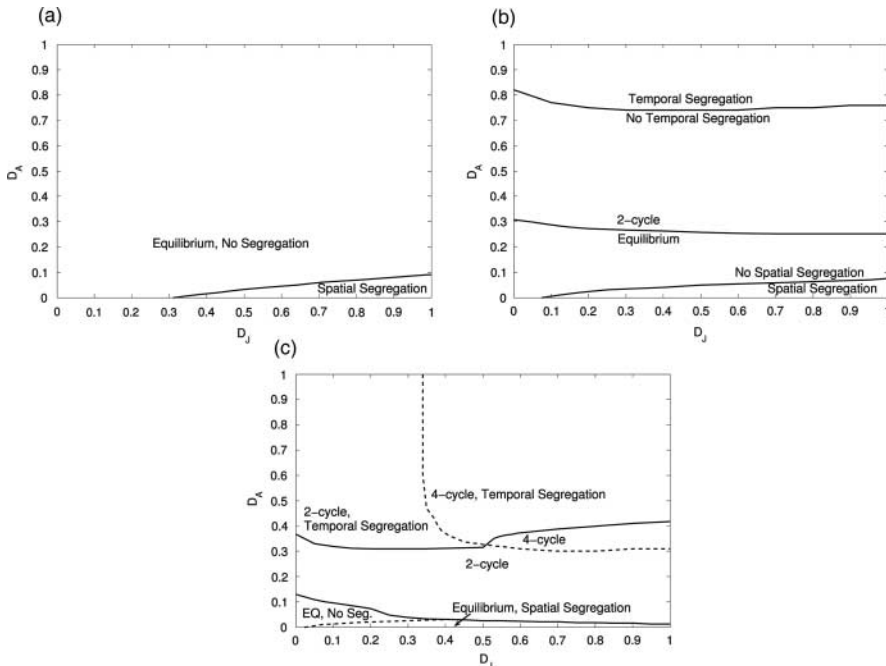 (a)
1
0.9
0.8
0.7
0.6
0.5
0.4
0.3
0.2
0.1
0
D_A
Equilibrium, No Segregation
Spatial Segregation
0 0.1 0.2 0.3 0.4 0.5 0.6 0.7 0.8 0.9 1
D_J
(b)
1
0.9
0.8
0.7
0.6
0.5
0.4
0.3
0.2
0.1
0
D_A
Temporal Segregation
No Temporal Segregation
2-cycle
Equilibrium
No Spatial Segregation
Spatial Segregation
0 0.1 0.2 0.3 0.4 0.5 0.6 0.7 0.8 0.9
D_J
(c)
1
0.9
0.8
0.7
0.6
0.5
0.4
0.3
0.2
0.1
0
D_A
4-cycle, Temporal Segregation
2-cycle,
Temporal Segregation
4-cycle
2-cycle
EQ, No Seg.
Equilibrium, Spatial Segregation
0 0.1 0.2 0.3 0.4 0.5 0.6 0.7 0.8 0.9 1
D_J